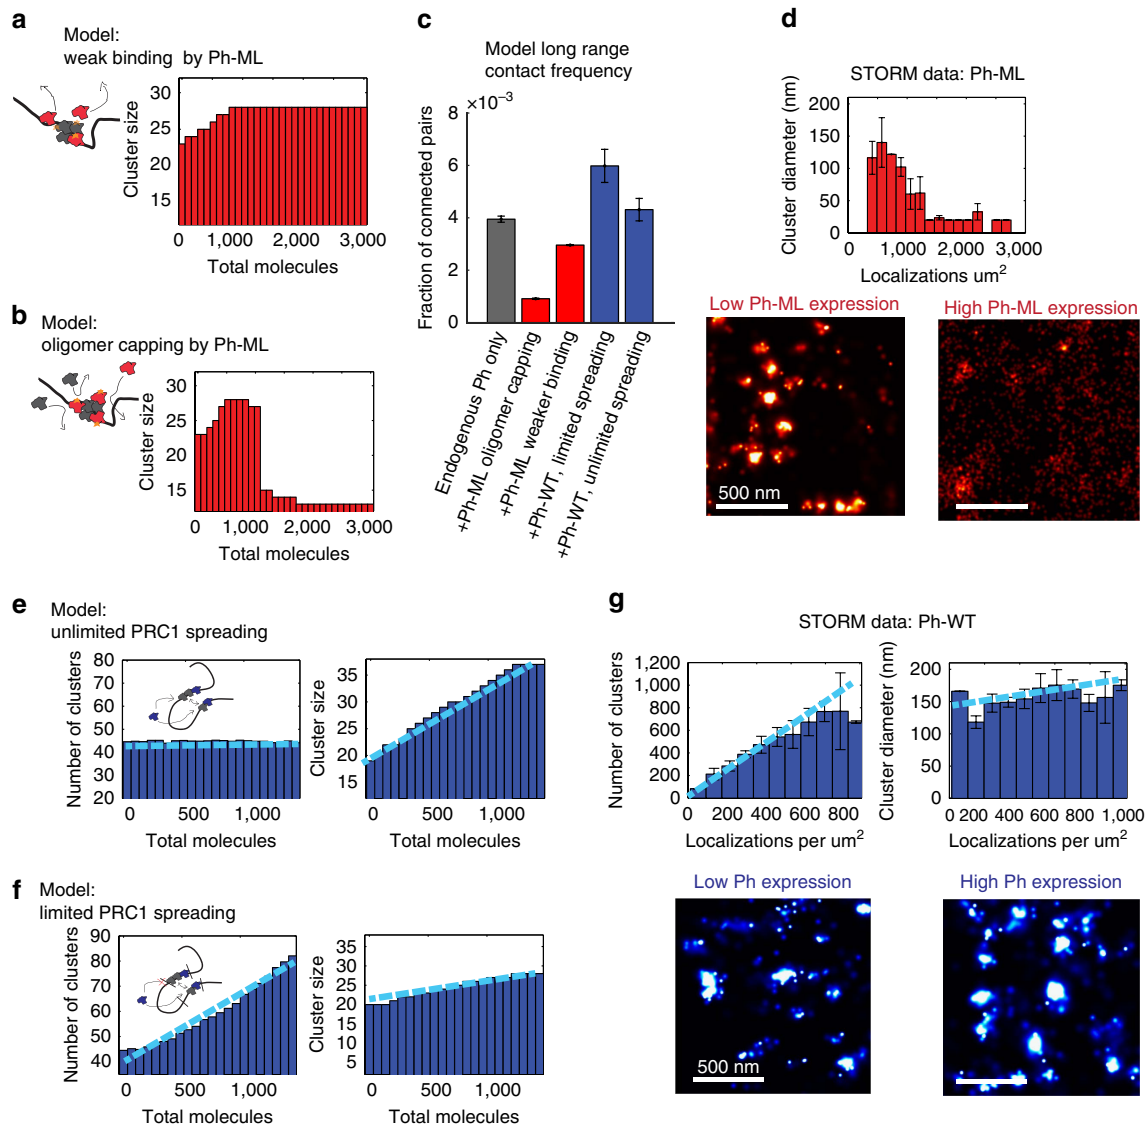 a
Model:
weak binding by Ph-ML
Cluster size
30
25
20
15
0 1,000 2,000 3,000
Total molecules
b
Model:
oligomer capping by Ph-ML
Cluster size
30
25
20
15
0 1,000 2,000 3,000
Total molecules
c
Model long range
contact frequency
×10⁻³
Fraction of connected pairs
8
6
4
2
0
Endogenous Ph only
+Ph-ML oligomer capping
+Ph-ML weaker binding
+Ph-WT, limited spreading
+Ph-WT, unlimited spreading
d
STORM data: Ph-ML
Cluster diameter (nm)
200
150
100
50
0
0 1,000 2,000 3,000
Localizations um²
Low Ph-ML expression
High Ph-ML expression
500 nm
e
Model:
unlimited PRC1 spreading
Number of clusters
80
70
60
50
40
30
20
0 500 1,000
Total molecules
Cluster size
35
30
25
20
15
0 500 1,000
Total molecules
f
Model:
limited PRC1 spreading
Number of clusters
90
80
70
60
50
40
0 500 1,000
Total molecules
Cluster size
35
30
25
20
15
10
5
0 500 1,000
Total molecules
g
STORM data: Ph-WT
Number of clusters
1,200
1,000
800
600
400
200
0
0 200 400 600 800
Localizations per um²
Cluster diameter (nm)
200
150
100
50
0
0 200 400 600 800 1,000
Localizations per um²
Low Ph expression
High Ph expression
500 nm